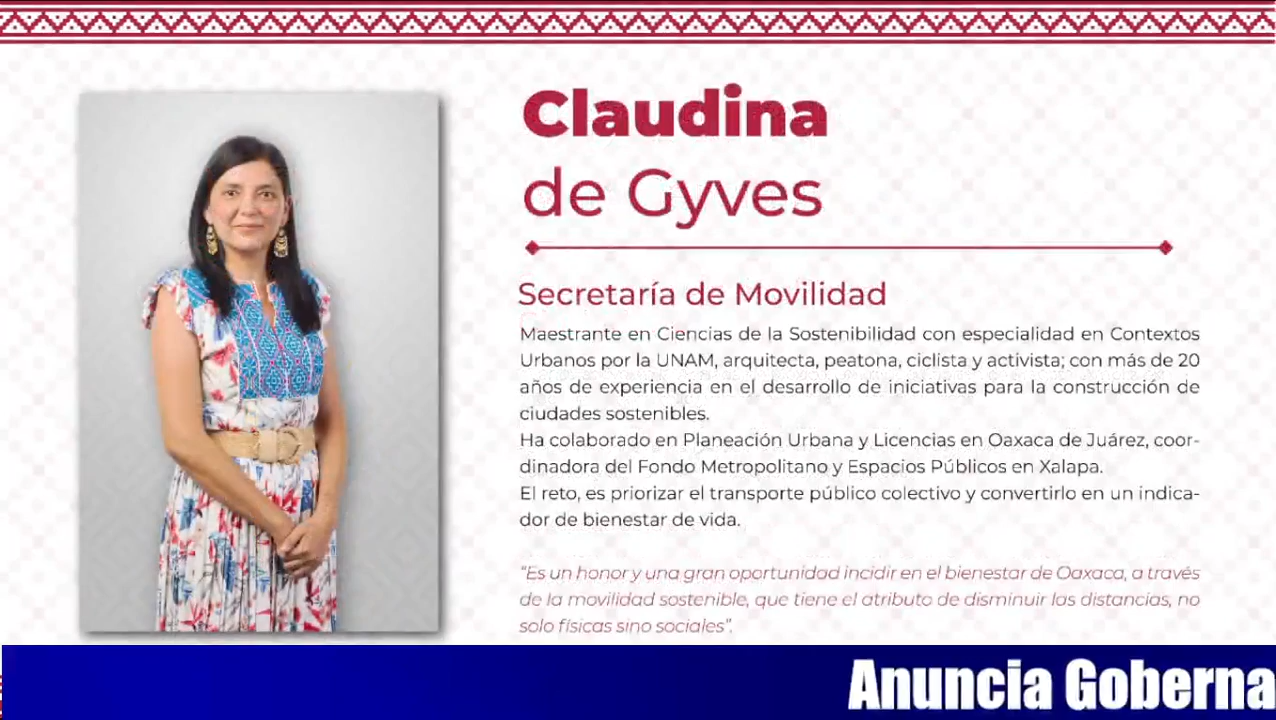 Claudina
de Gyves
Secretaría de Movilidad
Maestrante en Ciencias de la Sostenibilidad con especialidad en Contextos
Urbanos por la UNAM, arquitecta, peatona, ciclista y activista; con más de 20
años de experiencia en el desarrollo de iniciativas para la construcción de
ciudades sostenibles.
Ha colaborado en Planeación Urbana y Licencias en Oaxaca de Juárez, coor-
dinadora del Fondo Metropolitano y Espacios Públicos en Xalapa.
El reto, es priorizar el transporte público colectivo y convertirlo en un indica-
dor de bienestar de vida.
"Es un honor y una gran oportunidad incidir en el bienestar de Oaxaca, a través
de la movilidad sostenible, que tiene el atributo de disminuir las distancias, no
solo físicas sino sociales".
Anuncia Goberna